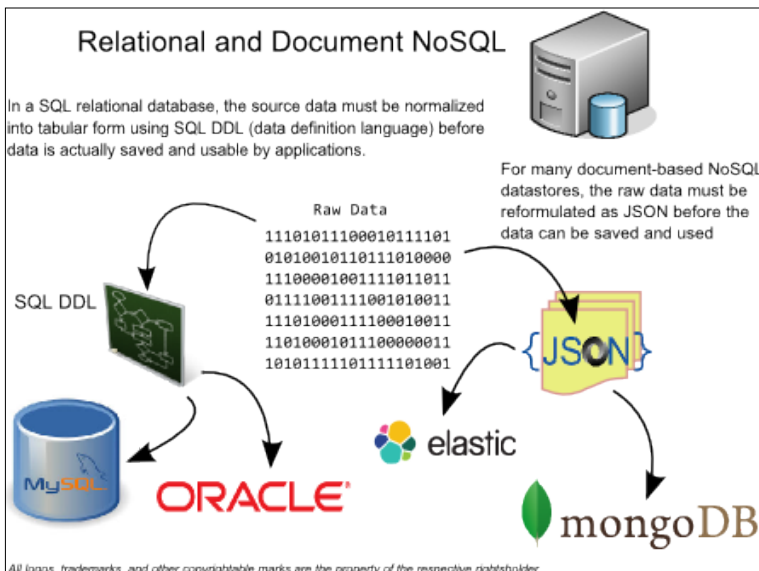 Relational and Document NoSQL
In a SQL relational database, the source data must be normalized
into tabular form using SQL DDL (data definition language) before
data is actually saved and usable by applications.
For many document-based NoSQL
datastores, the raw data must be
reformulated as JSON before the
data can be saved and used
Raw Data
11101011100010111101
01010010110111010000
11100001001111011011
01111001111001010011
11101000111100010011
11010001011100000011
10101111101111101001
SQL DDL
{JSON}
elastic
MySQL
ORACLE
mongoDB
All logos, trademarks, and other copyrightable marks are the property of the respective rightsholder